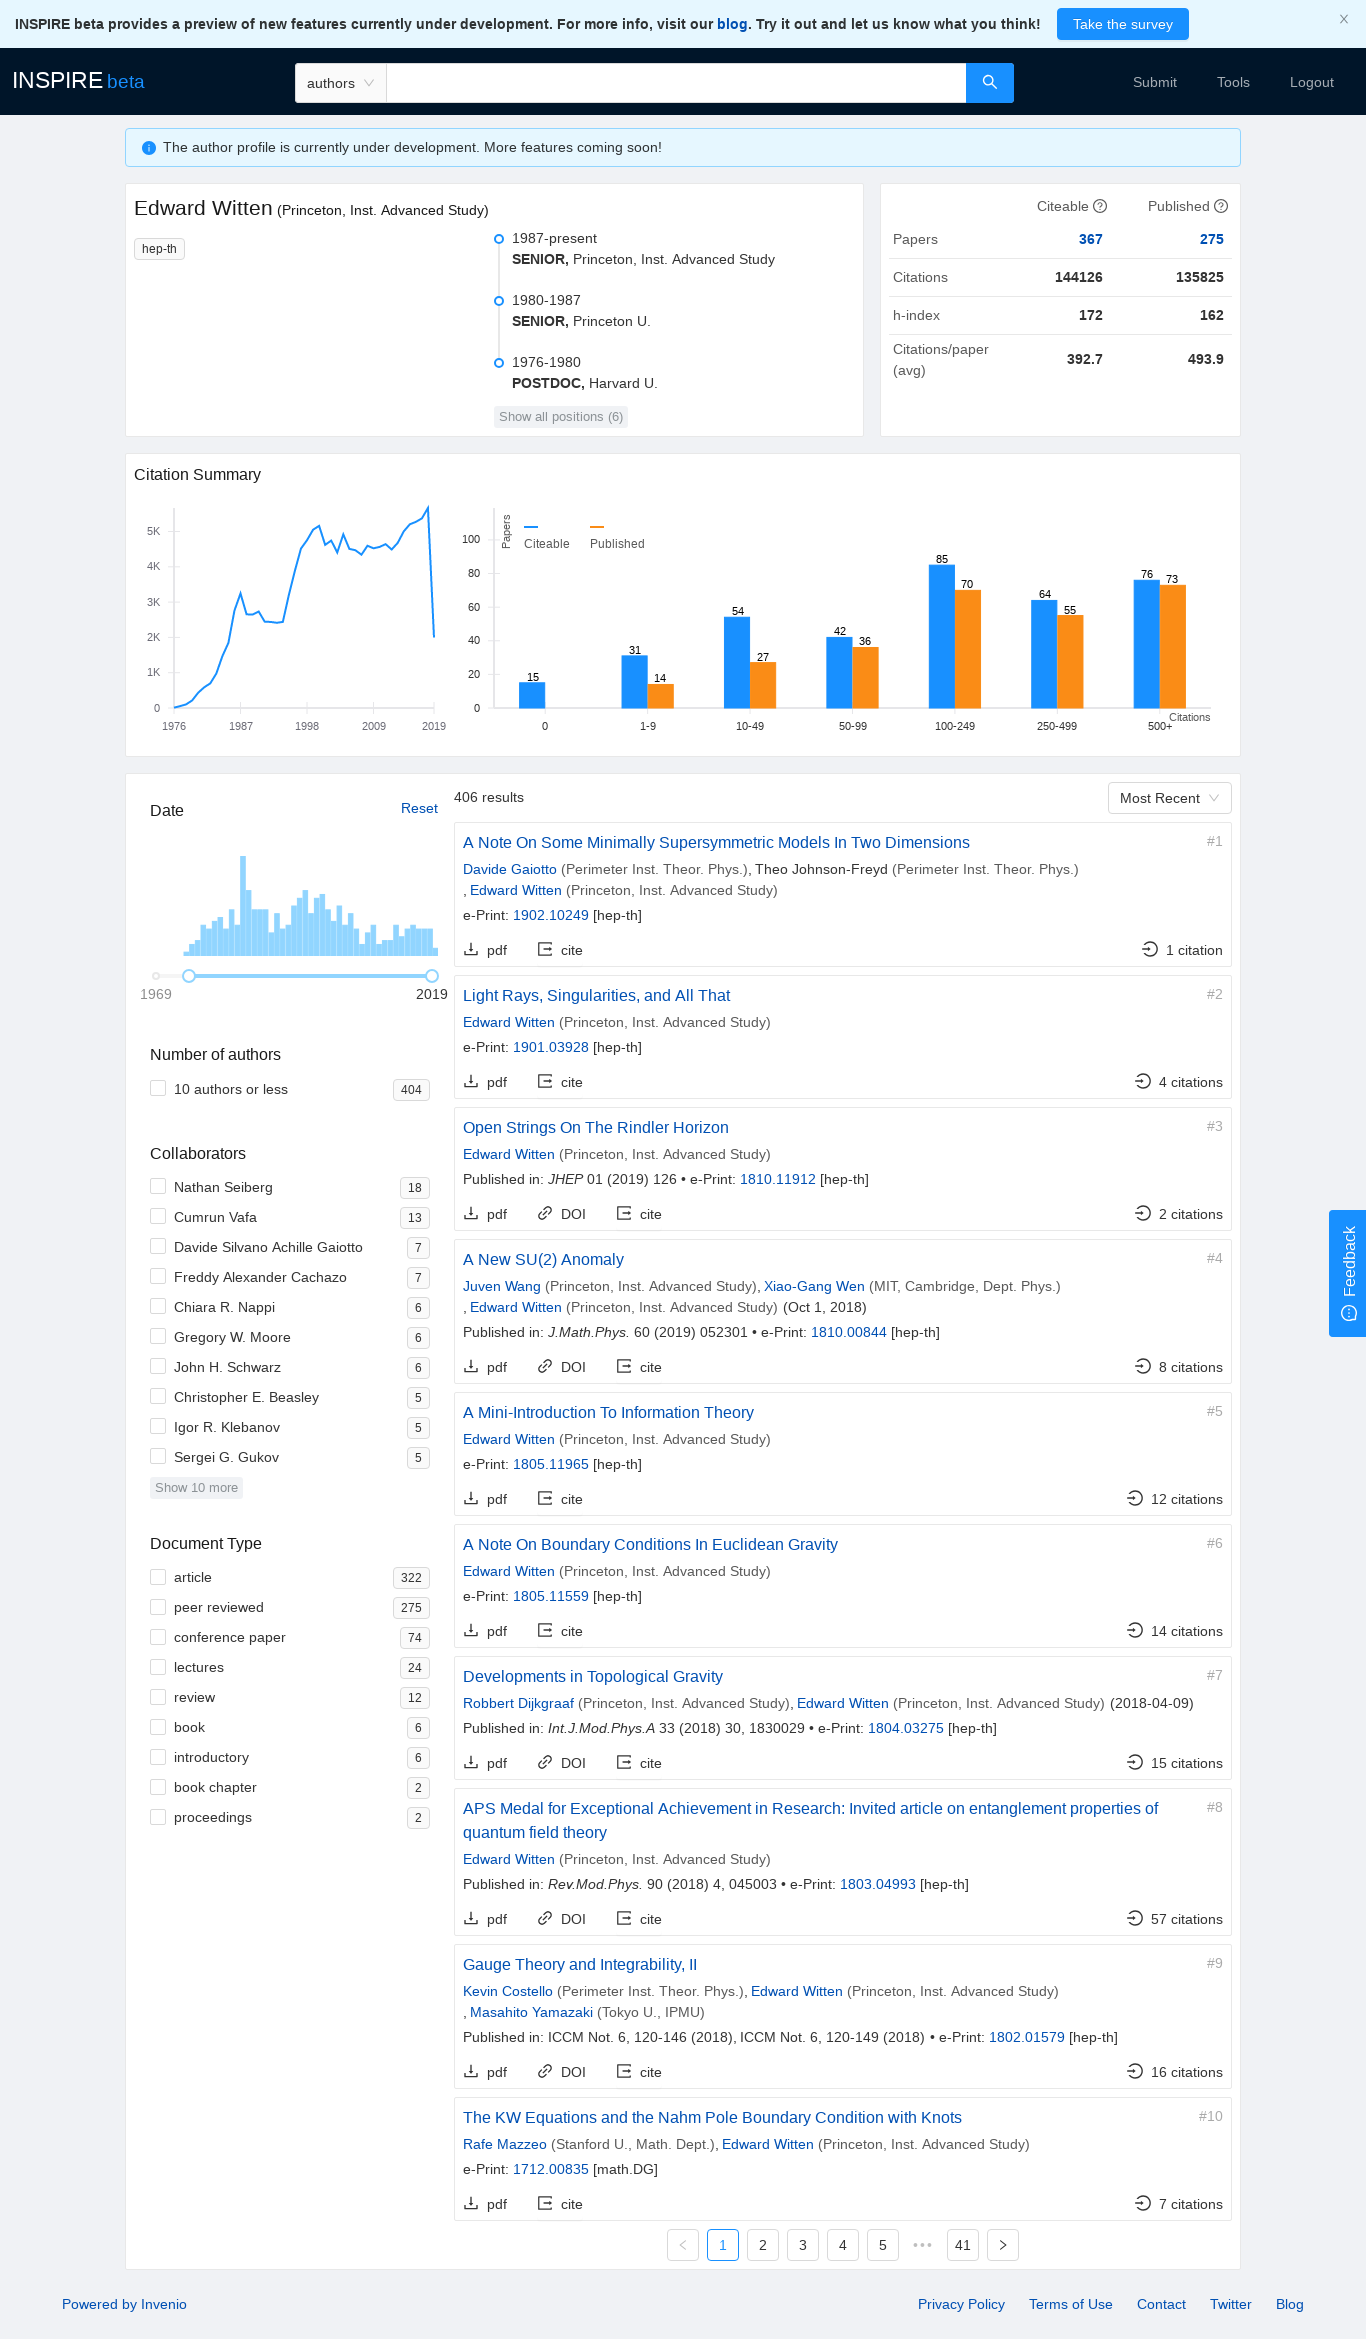 INSPIRE beta provides a preview of new features currently under development. For more info, visit our blog. Try it out and let us know what you think! Take the survey
INSPIRE beta authors Submit Tools Logout
The author profile is currently under development. More features coming soon!
Edward Witten (Princeton, Inst. Advanced Study)
hep-th
1987-present
SENIOR, Princeton, Inst. Advanced Study
1980-1987
SENIOR, Princeton U.
1976-1980
POSTDOC, Harvard U.
Show all positions (6)
Citeable Published
Papers 367 275
Citations 144126 135825
h-index 172 162
Citations/paper (avg) 392.7 493.9
Citation Summary
5K
4K
3K
2K
1K
0
1976 1987 1998 2009 2019
Papers
Citeable Published
100
80
60
40
20
0
15 31 14 54 27 42 36 85 70 64 55 76 73
Citations
0 1-9 10-49 50-99 100-249 250-499 500+
Date Reset
1969 2019
Number of authors
10 authors or less 404
Collaborators
Nathan Seiberg 18
Cumrun Vafa 13
Davide Silvano Achille Gaiotto 7
Freddy Alexander Cachazo 7
Chiara R. Nappi 6
Gregory W. Moore 6
John H. Schwarz 6
Christopher E. Beasley 5
Igor R. Klebanov 5
Sergei G. Gukov 5
Show 10 more
Document Type
article 322
peer reviewed 275
conference paper 74
lectures 24
review 12
book 6
introductory 6
book chapter 2
proceedings 2
406 results Most Recent
A Note On Some Minimally Supersymmetric Models In Two Dimensions #1
Davide Gaiotto (Perimeter Inst. Theor. Phys.), Theo Johnson-Freyd (Perimeter Inst. Theor. Phys.)
, Edward Witten (Princeton, Inst. Advanced Study)
e-Print: 1902.10249 [hep-th]
pdf cite 1 citation
Light Rays, Singularities, and All That #2
Edward Witten (Princeton, Inst. Advanced Study)
e-Print: 1901.03928 [hep-th]
pdf cite 4 citations
Open Strings On The Rindler Horizon #3
Edward Witten (Princeton, Inst. Advanced Study)
Published in: JHEP 01 (2019) 126 • e-Print: 1810.11912 [hep-th]
pdf DOI cite 2 citations
A New SU(2) Anomaly #4
Juven Wang (Princeton, Inst. Advanced Study), Xiao-Gang Wen (MIT, Cambridge, Dept. Phys.)
, Edward Witten (Princeton, Inst. Advanced Study) (Oct 1, 2018)
Published in: J.Math.Phys. 60 (2019) 052301 • e-Print: 1810.00844 [hep-th]
pdf DOI cite 8 citations
A Mini-Introduction To Information Theory #5
Edward Witten (Princeton, Inst. Advanced Study)
e-Print: 1805.11965 [hep-th]
pdf cite 12 citations
A Note On Boundary Conditions In Euclidean Gravity #6
Edward Witten (Princeton, Inst. Advanced Study)
e-Print: 1805.11559 [hep-th]
pdf cite 14 citations
Developments in Topological Gravity #7
Robbert Dijkgraaf (Princeton, Inst. Advanced Study), Edward Witten (Princeton, Inst. Advanced Study) (2018-04-09)
Published in: Int.J.Mod.Phys.A 33 (2018) 30, 1830029 • e-Print: 1804.03275 [hep-th]
pdf DOI cite 15 citations
APS Medal for Exceptional Achievement in Research: Invited article on entanglement properties of #8
quantum field theory
Edward Witten (Princeton, Inst. Advanced Study)
Published in: Rev.Mod.Phys. 90 (2018) 4, 045003 • e-Print: 1803.04993 [hep-th]
pdf DOI cite 57 citations
Gauge Theory and Integrability, II #9
Kevin Costello (Perimeter Inst. Theor. Phys.), Edward Witten (Princeton, Inst. Advanced Study)
, Masahito Yamazaki (Tokyo U., IPMU)
Published in: ICCM Not. 6, 120-146 (2018), ICCM Not. 6, 120-149 (2018) • e-Print: 1802.01579 [hep-th]
pdf DOI cite 16 citations
The KW Equations and the Nahm Pole Boundary Condition with Knots #10
Rafe Mazzeo (Stanford U., Math. Dept.), Edward Witten (Princeton, Inst. Advanced Study)
e-Print: 1712.00835 [math.DG]
pdf cite 7 citations
1 2 3 4 5 ••• 41
Feedback
Powered by Invenio Privacy Policy Terms of Use Contact Twitter Blog